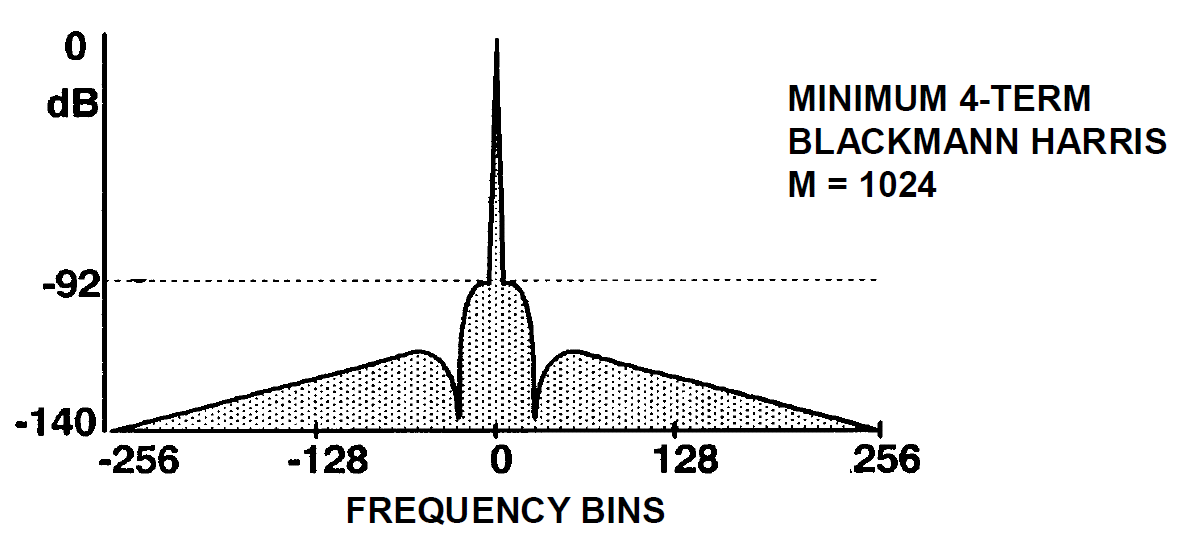 0
dB
MINIMUM 4-TERM
BLACKMANN HARRIS
M = 1024
-92
-140
-256 -128 0 128 256
FREQUENCY BINS